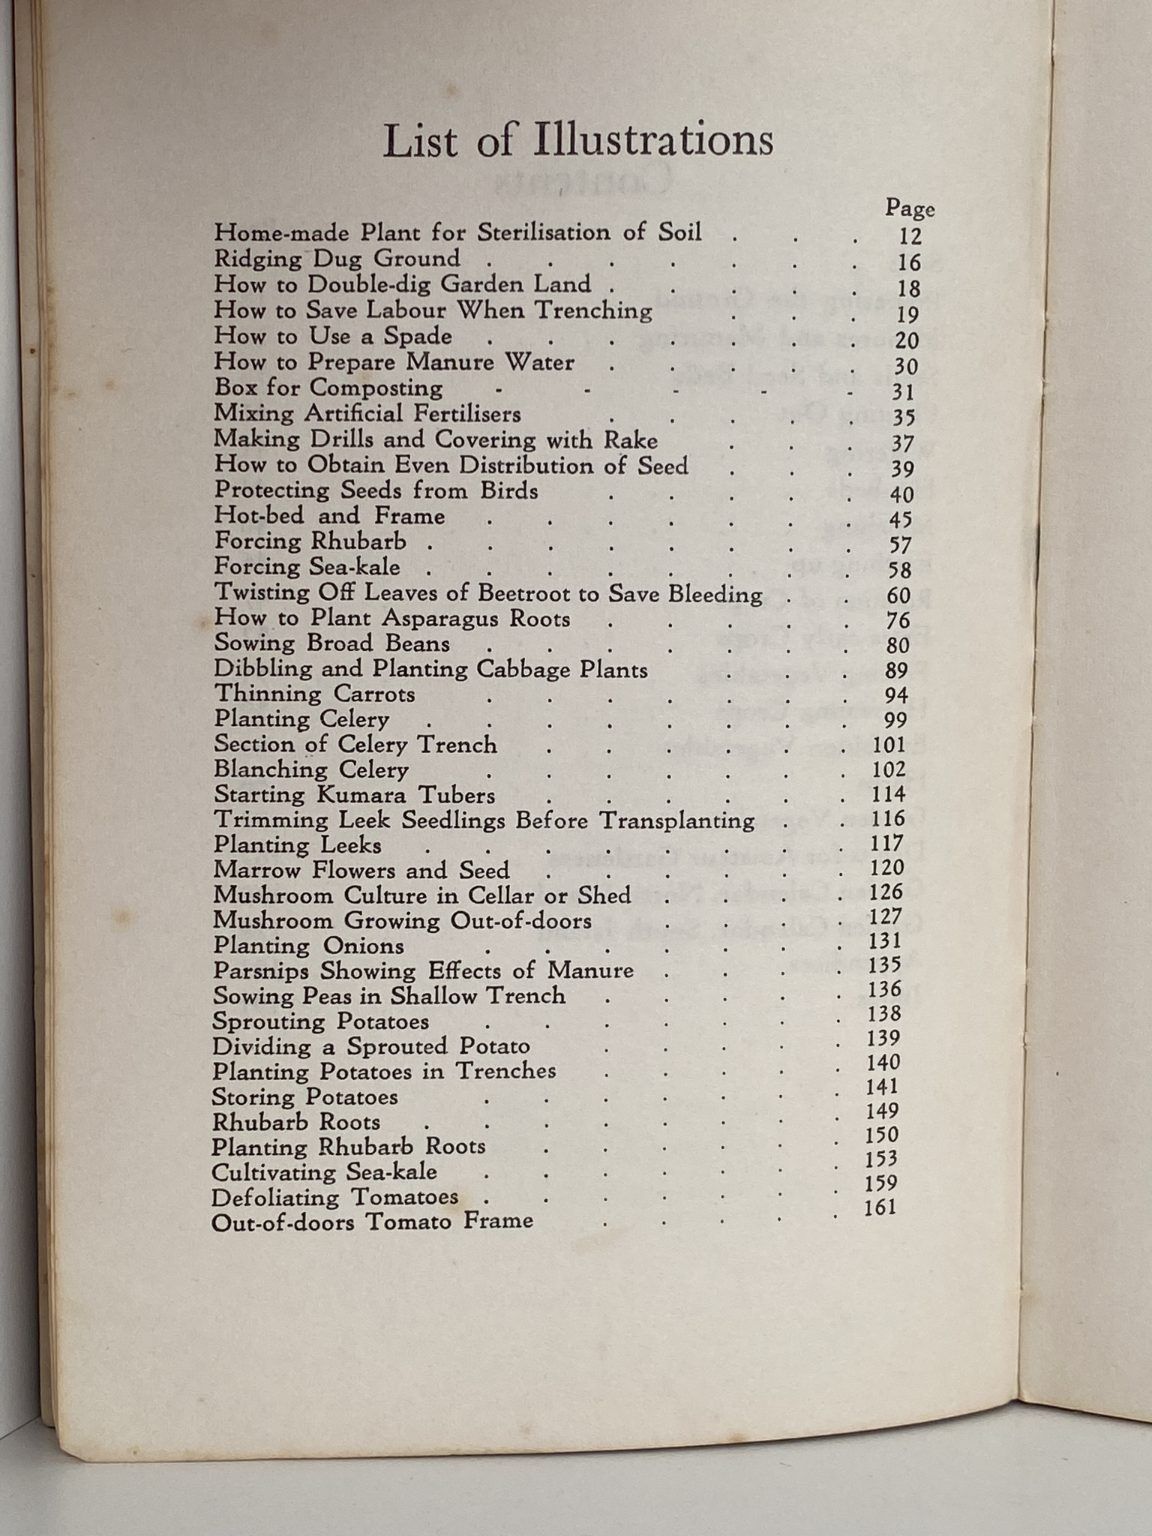 List of Illustrations
Page
Home-made Plant for Sterilisation of Soil . . . 12
Ridging Dug Ground . . . . . . . 16
How to Double-dig Garden Land . . . . . 18
How to Save Labour When Trenching . . . 19
How to Use a Spade . . . . . . . 20
How to Prepare Manure Water . . . . . 30
Box for Composting - - - - - 31
Mixing Artificial Fertilisers . . . . . 35
Making Drills and Covering with Rake . . . 37
How to Obtain Even Distribution of Seed . . . 39
Protecting Seeds from Birds . . . . . 40
Hot-bed and Frame . . . . . . . 45
Forcing Rhubarb . . . . . . . . 57
Forcing Sea-kale . . . . . . . . 58
Twisting Off Leaves of Beetroot to Save Bleeding . . 60
How to Plant Asparagus Roots . . . . . 76
Sowing Broad Beans . . . . . . . 80
Dibbling and Planting Cabbage Plants . . . 89
Thinning Carrots . . . . . . . 94
Planting Celery . . . . . . . . 99
Section of Celery Trench . . . . . . 101
Blanching Celery . . . . . . . 102
Starting Kumara Tubers . . . . . . 114
Trimming Leek Seedlings Before Transplanting . . 116
Planting Leeks . . . . . . . . 117
Marrow Flowers and Seed . . . . . . 120
Mushroom Culture in Cellar or Shed . . . . 126
Mushroom Growing Out-of-doors . . . . 127
Planting Onions . . . . . . . 131
Parsnips Showing Effects of Manure . . . . 135
Sowing Peas in Shallow Trench . . . . . 136
Sprouting Potatoes . . . . . . . 138
Dividing a Sprouted Potato . . . . . 139
Planting Potatoes in Trenches . . . . . 140
Storing Potatoes . . . . . . . 141
Rhubarb Roots . . . . . . . . 149
Planting Rhubarb Roots . . . . . . 150
Cultivating Sea-kale . . . . . . . 153
Defoliating Tomatoes . . . . . . . 159
Out-of-doors Tomato Frame . . . . . 161